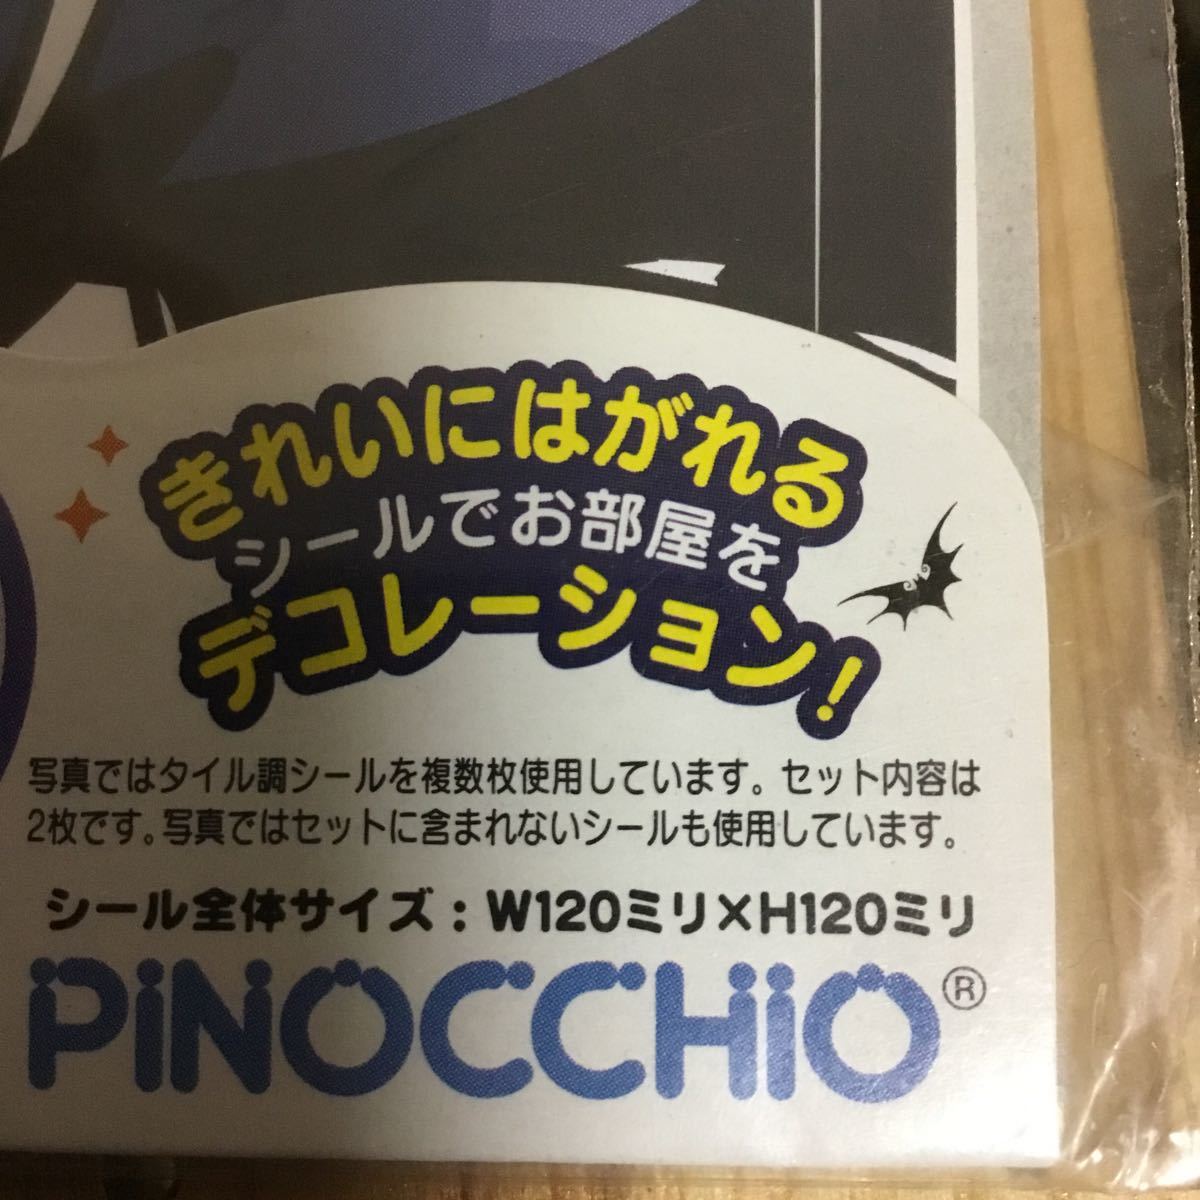 きれいにはがれる
シールでお部屋を
デコレーション!
写真ではタイル調シールを複数枚使用しています。セット内容は
2枚です。写真ではセットに含まれないシールも使用しています。
シール全体サイズ：W120ミリ×H120ミリ
PiNOCCHiO®